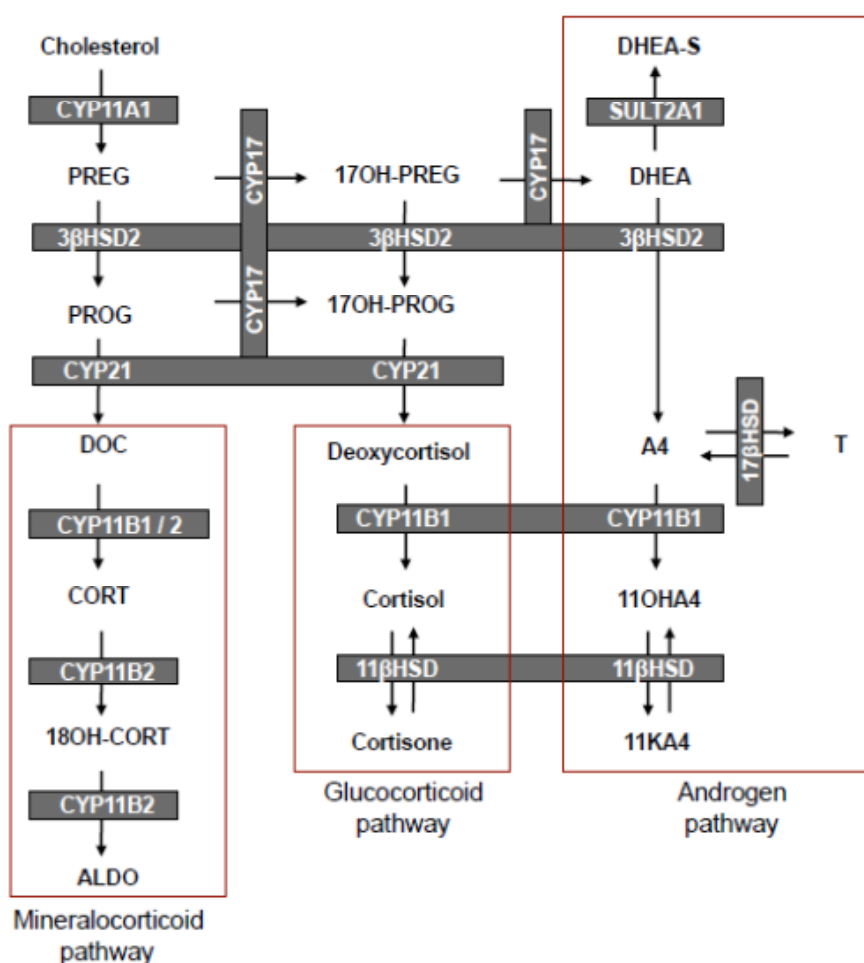 Cholesterol
DHEA-S
CYP11A1
SULT2A1
PREG
CYP17
17OH-PREG
CYP17
DHEA
3βHSD2
3βHSD2
3βHSD2
PROG
CYP17
17OH-PROG
CYP21
CYP21
DOC
Deoxycortisol
A4
17βHSD
T
CYP11B1 / 2
CYP11B1
CYP11B1
CORT
Cortisol
11OHA4
CYP11B2
11βHSD
11βHSD
18OH-CORT
Cortisone
11KA4
CYP11B2
Glucocorticoid
pathway
Androgen
pathway
ALDO
Mineralocorticoid
pathway